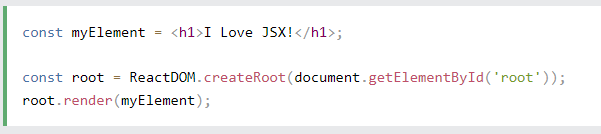 const myElement = <h1>I Love JSX!</h1>;
const root = ReactDOM.createRoot(document.getElementById('root'));
root.render(myElement);